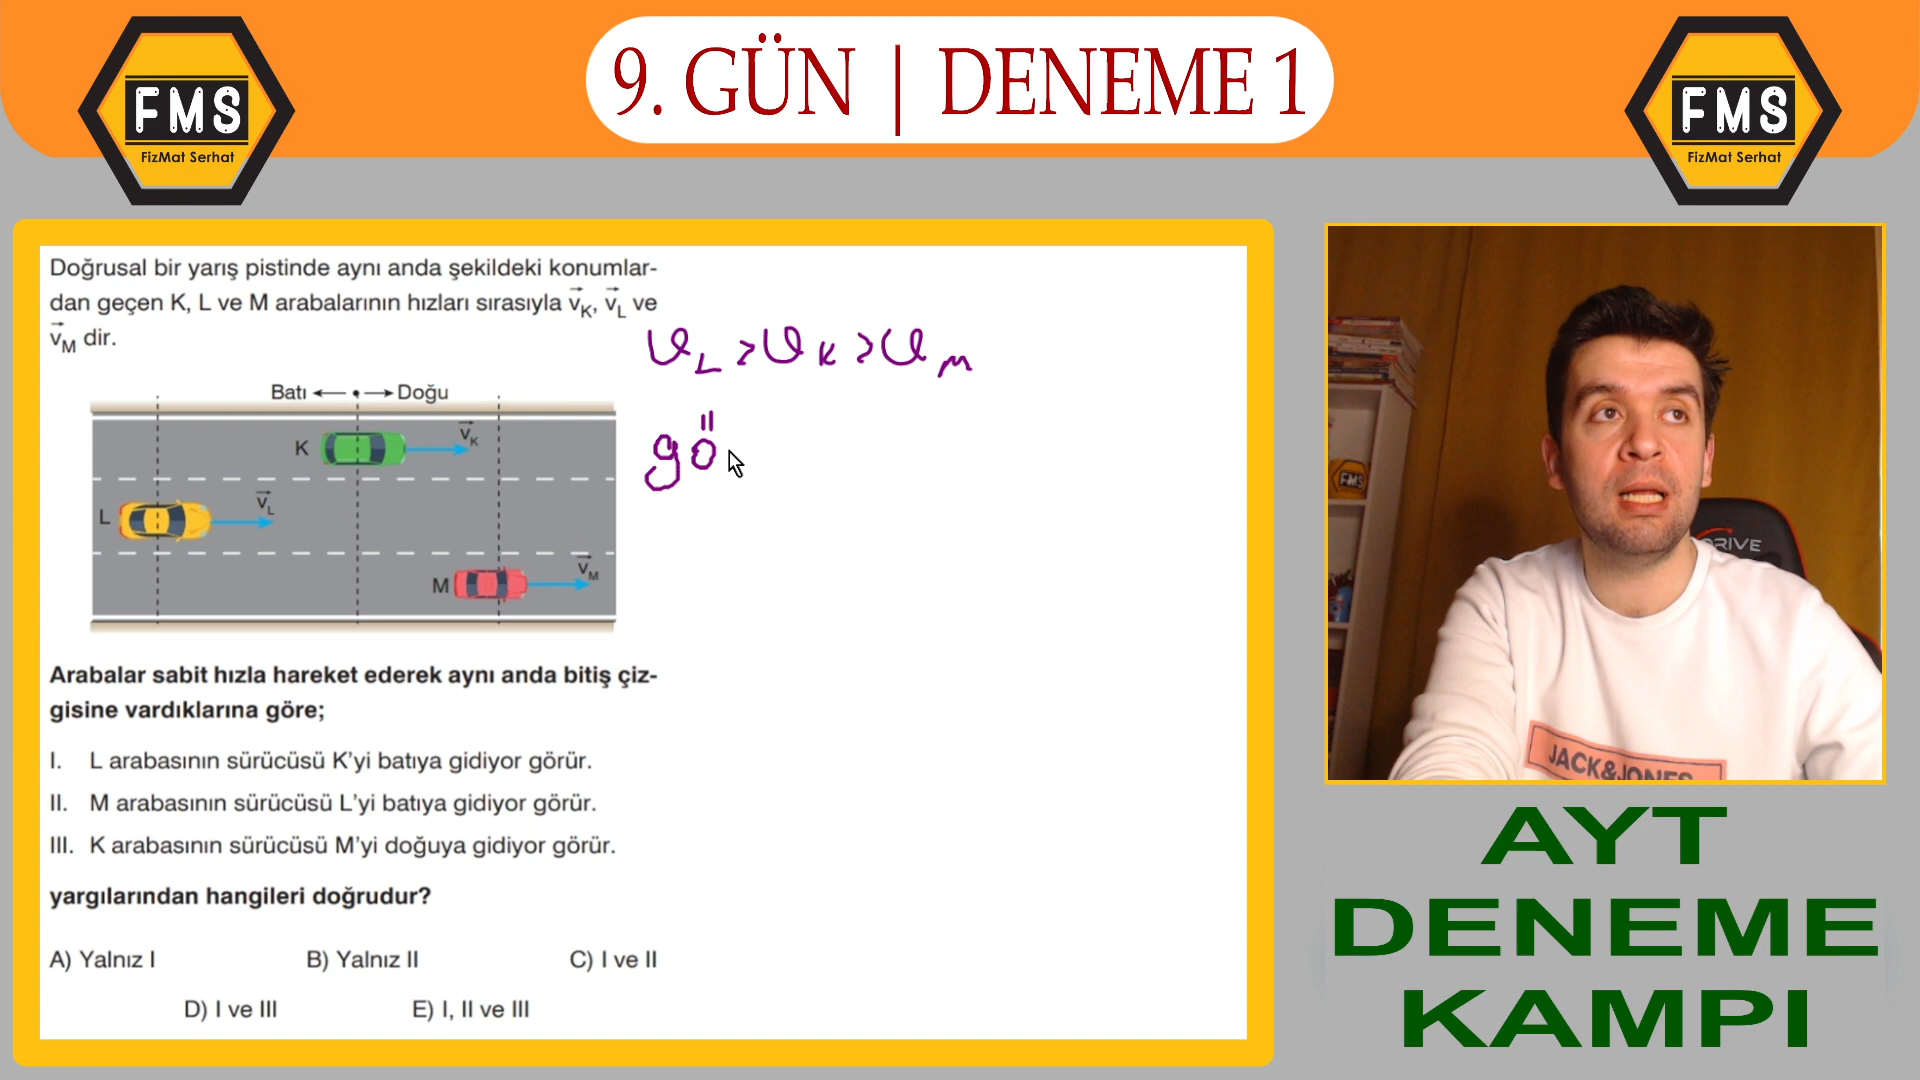 9. GÜN | DENEME 1
FMS
FizMat Serhat
FMS
FizMat Serhat
Doğrusal bir yarış pistinde aynı anda şekildeki konumlar-
dan geçen K, L ve M arabalarının hızları sırasıyla v⃗K, v⃗L ve
v⃗M dir.
Batı ← • → Doğu
K v⃗K
L v⃗L
M v⃗M
Arabalar sabit hızla hareket ederek aynı anda bitiş çiz-
gisine vardıklarına göre;
I. L arabasının sürücüsü K'yi batıya gidiyor görür.
II. M arabasının sürücüsü L'yi batıya gidiyor görür.
III. K arabasının sürücüsü M'yi doğuya gidiyor görür.
yargılarından hangileri doğrudur?
A) Yalnız I B) Yalnız II C) I ve II
D) I ve III E) I, II ve III
vL > vK > vM
gö
FMS
DRIVE
JACK&JONES
AYT
DENEME
KAMPI